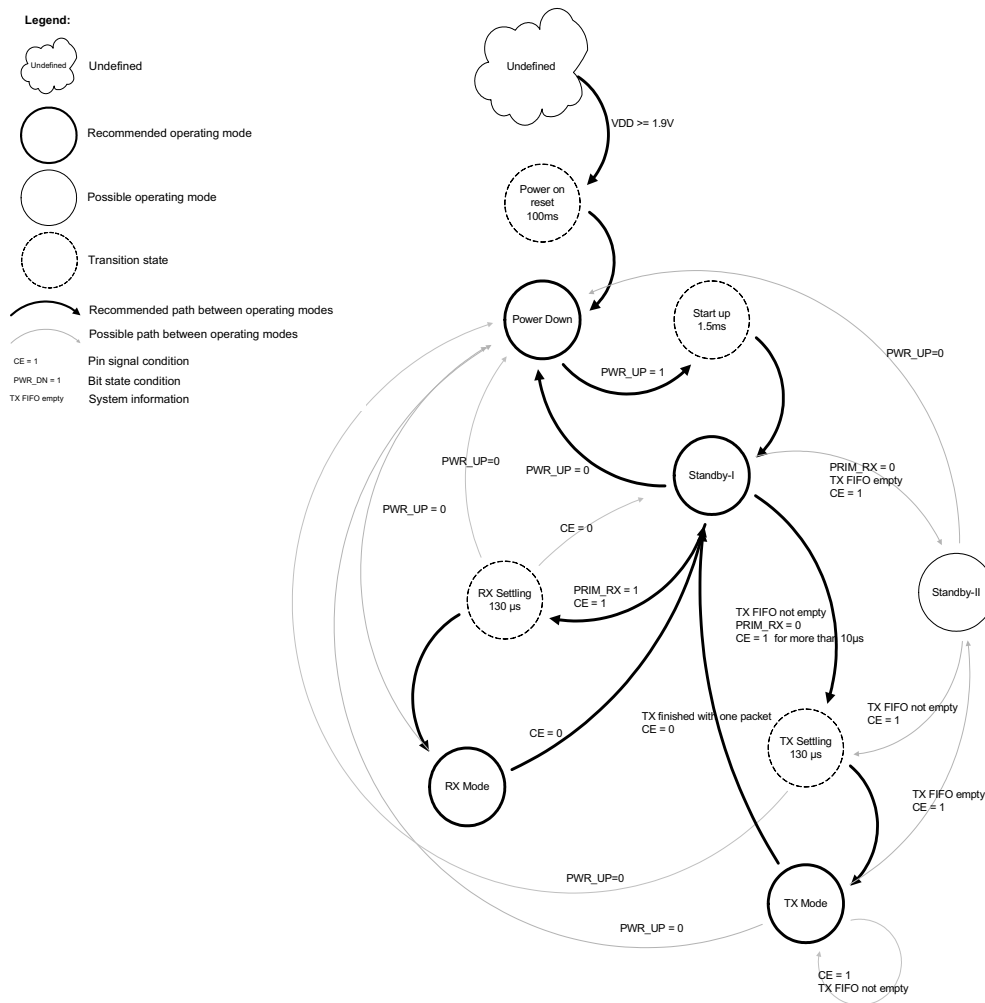 Legend:
Undefined
Undefined
Recommended operating mode
Possible operating mode
Transition state
Recommended path between operating modes
Possible path between operating modes
CE = 1
Pin signal condition
PWR_DN = 1
Bit state condition
TX FIFO empty
System information
Undefined
VDD >= 1.9V
Power on
reset
100ms
Power Down
Start up
1.5ms
PWR_UP=0
PWR_UP = 1
PWR_UP=0
PWR_UP = 0
Standby-I
PRIM_RX = 0
TX FIFO empty
CE = 1
PWR_UP = 0
CE = 0
RX Settling
130 µs
PRIM_RX = 1
CE = 1
Standby-II
TX FIFO not empty
PRIM_RX = 0
CE = 1 for more than 10µs
TX FIFO not empty
CE = 1
TX finished with one packet
CE = 0
CE = 0
TX Settling
130 µs
RX Mode
TX FIFO empty
CE = 1
PWR_UP=0
TX Mode
PWR_UP = 0
CE = 1
TX FIFO not empty